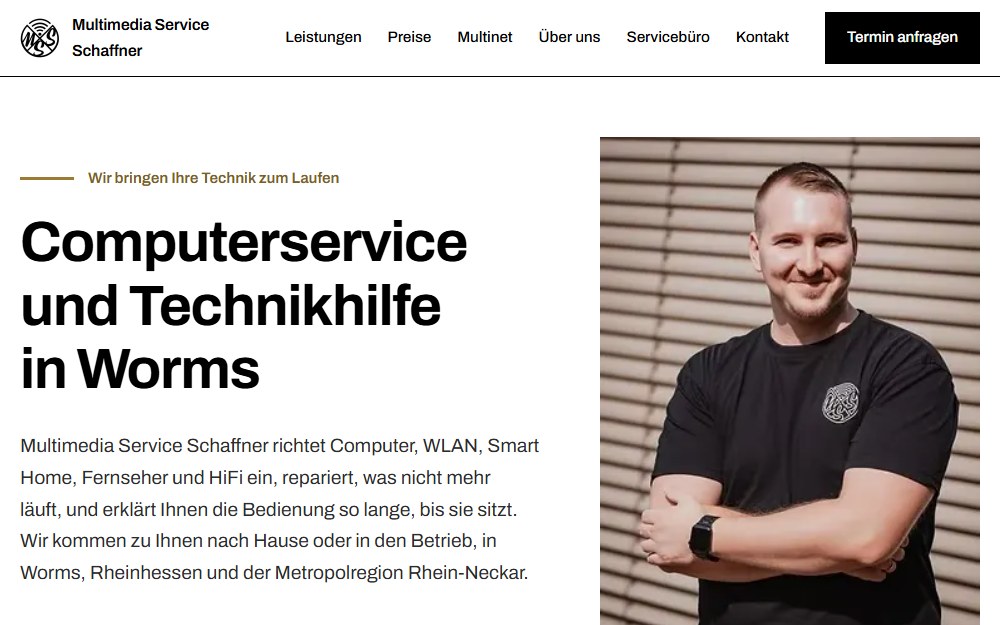 Multimedia Service
Schaffner
Leistungen
Preise
Multinet
Über uns
Servicebüro
Kontakt
Termin anfragen
Wir bringen Ihre Technik zum Laufen
Computerservice
und Technikhilfe
in Worms
Multimedia Service Schaffner richtet Computer, WLAN, Smart
Home, Fernseher und HiFi ein, repariert, was nicht mehr
läuft, und erklärt Ihnen die Bedienung so lange, bis sie sitzt.
Wir kommen zu Ihnen nach Hause oder in den Betrieb, in
Worms, Rheinhessen und der Metropolregion Rhein-Neckar.